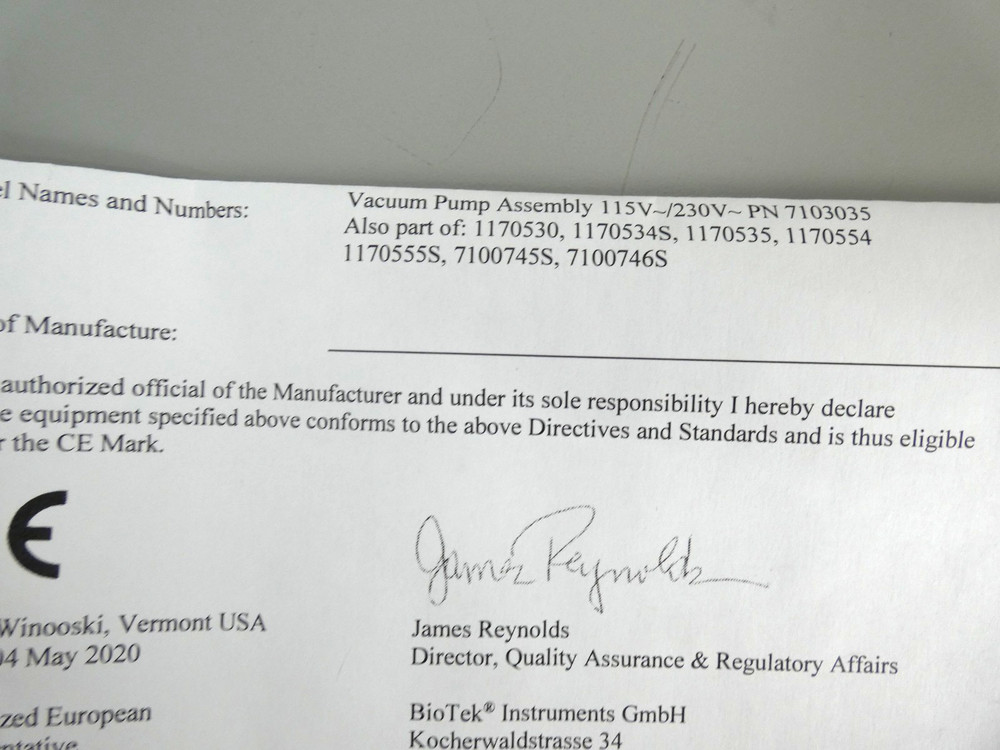 el Names and Numbers: Vacuum Pump Assembly 115V~/230V~ PN 7103035
Also part of: 1170530, 1170534S, 1170535, 1170554
1170555S, 7100745S, 7100746S
of Manufacture:
authorized official of the Manufacturer and under its sole responsibility I hereby declare
e equipment specified above conforms to the above Directives and Standards and is thus eligible
r the CE Mark.
James Reynolds
Winooski, Vermont USA James Reynolds
04 May 2020 Director, Quality Assurance & Regulatory Affairs
zed European BioTek® Instruments GmbH
ntative Kocherwaldstrasse 34